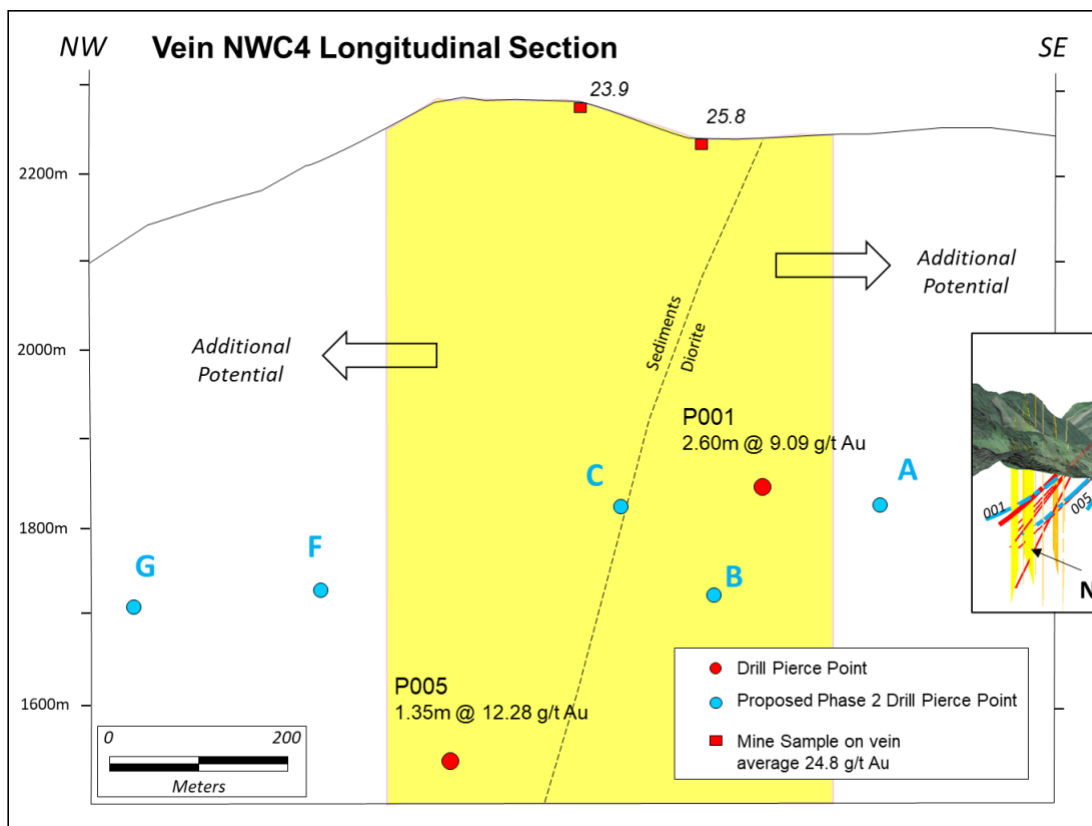 NW
Vein NWC4 Longitudinal Section
SE
23.9
25.8
2200m
Additional
Potential
Sediments
Diorite
2000m
Additional
Potential
P001
2.60m @ 9.09 g/t Au
C
A
1800m
001
005
G
F
B
N
P005
1.35m @ 12.28 g/t Au
1600m
Drill Pierce Point
Proposed Phase 2 Drill Pierce Point
Mine Sample on vein
average 24.8 g/t Au
0 200
Meters